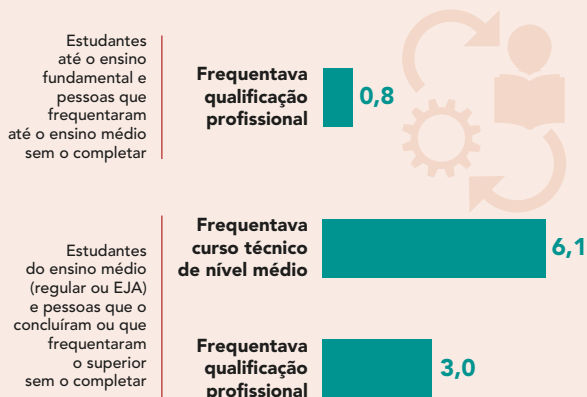 Estudantes
até o ensino
fundamental e
pessoas que
frequentaram
até o ensino médio
sem o completar
Frequentava
qualificação
profissional
0,8
Estudantes
do ensino médio
(regular ou EJA)
e pessoas que o
concluíram ou que
frequentaram
o superior
sem o completar
Frequentava
curso técnico
de nível médio
6,1
Frequentava
qualificação
profissional
3,0